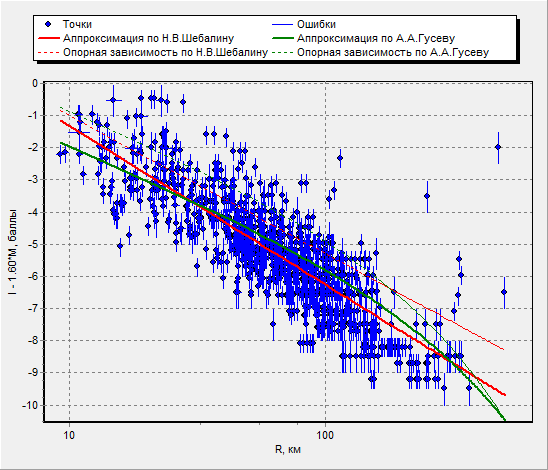 Точки
Ошибки
Аппроксимация по Н.В.Шебалину
Аппроксимация по А.А.Гусеву
Опорная зависимость по Н.В.Шебалину
Опорная зависимость по А.А.Гусеву
0
-1
-2
-3
-4
-5
-6
-7
-8
-9
-10
I - 1.60*M, баллы
10
100
R, км